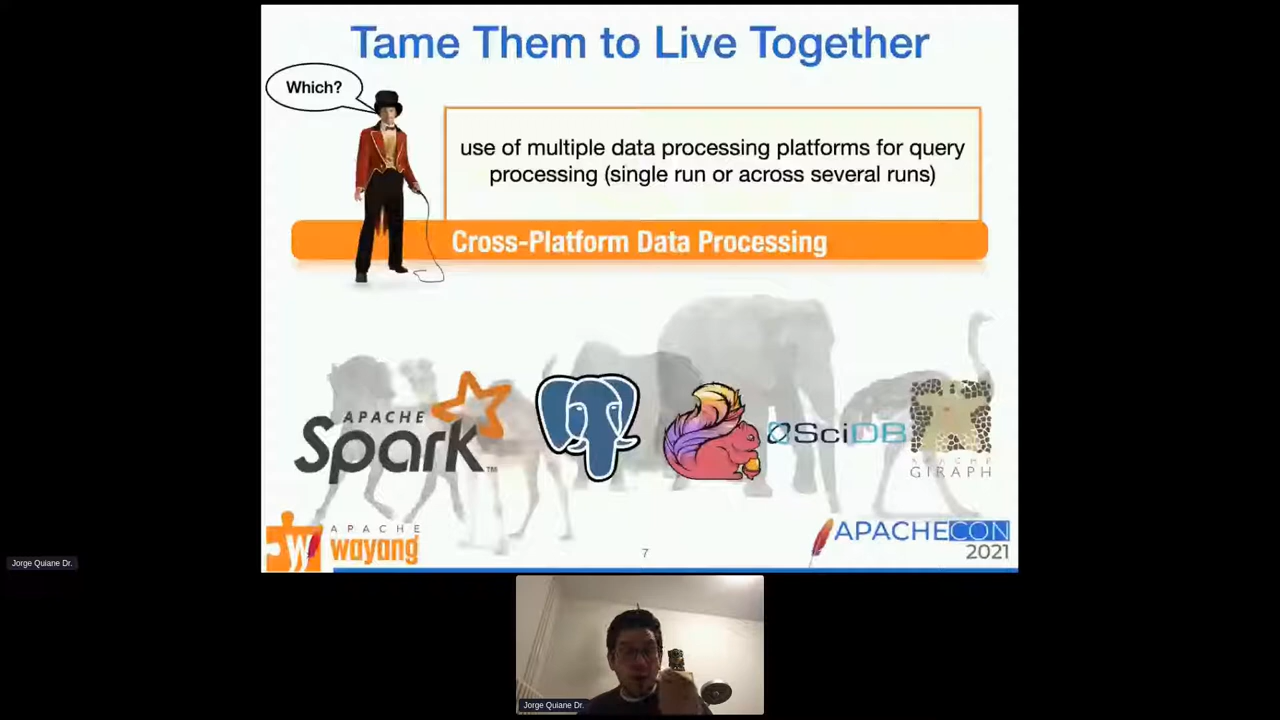 Tame Them to Live Together
Which?
use of multiple data processing platforms for query
processing (single run or across several runs)
Cross-Platform Data Processing
APACHE
Spark™
SciDB
APACHE
GIRAPH
APACHE
wayang
W
7
APACHECON
2021
Jorge Quiane Dr.
Jorge Quiane Dr.